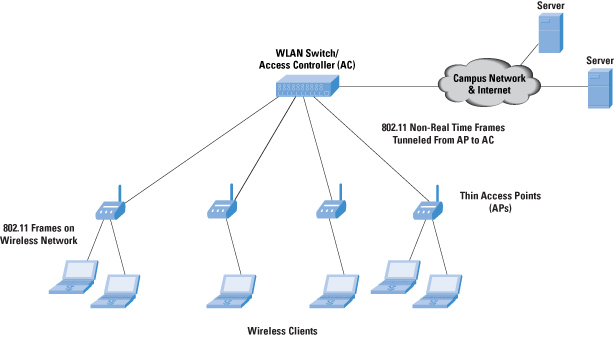 Server
WLAN Switch/
Access Controller (AC)
Server
Campus Network
& Internet
802.11 Non-Real Time Frames
Tunneled From AP to AC
Thin Access Points
(APs)
802.11 Frames on
Wireless Network
Wireless Clients